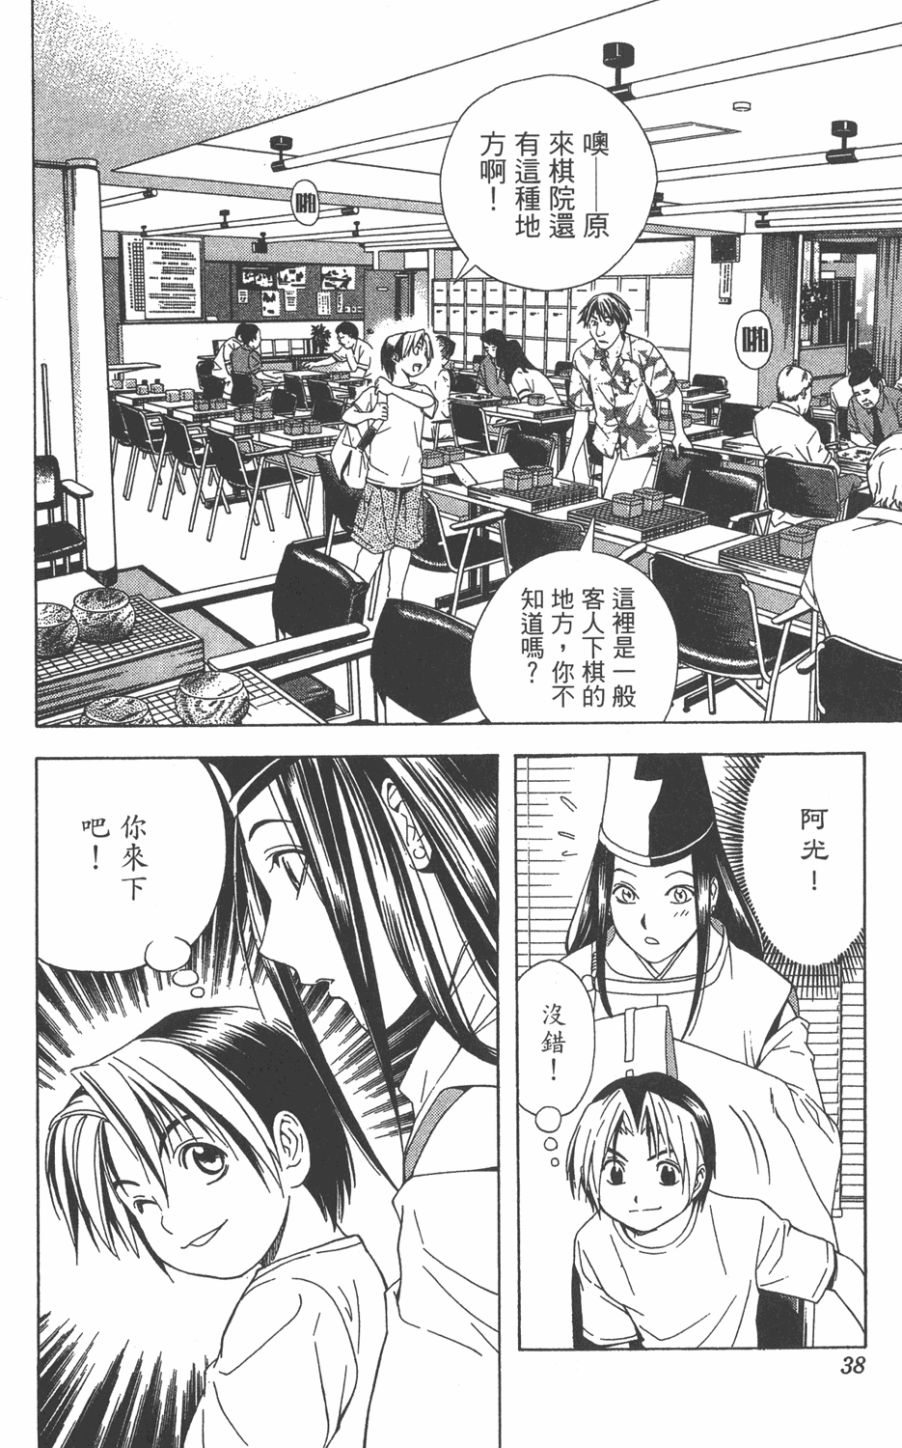 噢——原
來棋院還
有這種地
方啊！
這裡是一般
客人下棋的
地方，你不
知道嗎？
阿光！
沒錯！
你來下
吧！
38